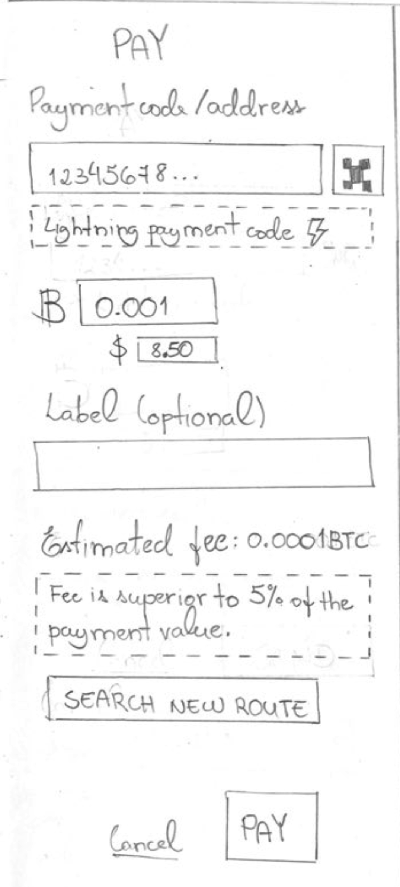 PAY
Payment code/address
12345678...
Lightning payment code
₿ 0.001
$ 8.50
Label (optional)
Estimated fee: 0.0001BTC
Fee is superior to 5% of the
payment value.
SEARCH NEW ROUTE
Cancel PAY